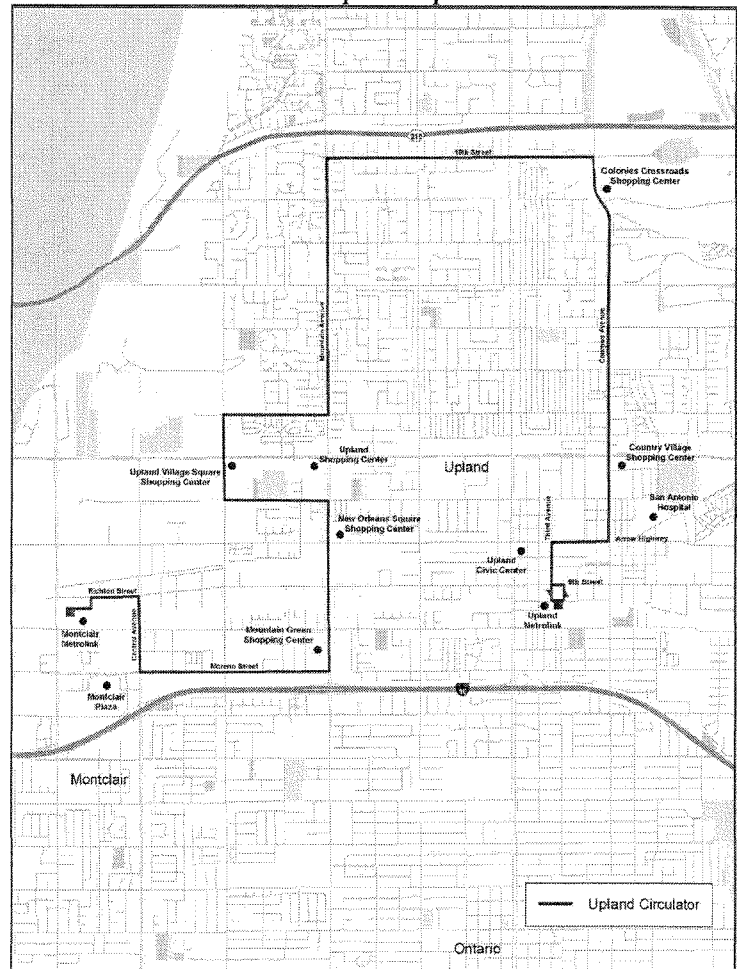 210
19th Street
Colonies Crossroads
Shopping Center
Mountain Avenue
Campus Avenue
Upland Village Square
Shopping Center
Upland
Shopping Center
Upland
Country Village
Shopping Center
San Antonio
Hospital
New Orleans Square
Shopping Center
Third Avenue
Arrow Highway
Upland
Civic Center
9th Street
Upland
Metrolink
Richton Street
Montclair
Metrolink
Central Avenue
Mountain Green
Shopping Center
Moreno Street
Montclair
Plaza
10
Montclair
Upland Circulator
Ontario